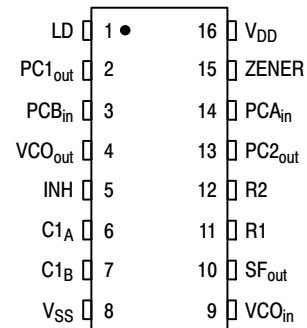 LD 1 16 VDD
PC1out 2 15 ZENER
PCBin 3 14 PCAin
VCOout 4 13 PC2out
INH 5 12 R2
C1A 6 11 R1
C1B 7 10 SFout
VSS 8 9 VCOin